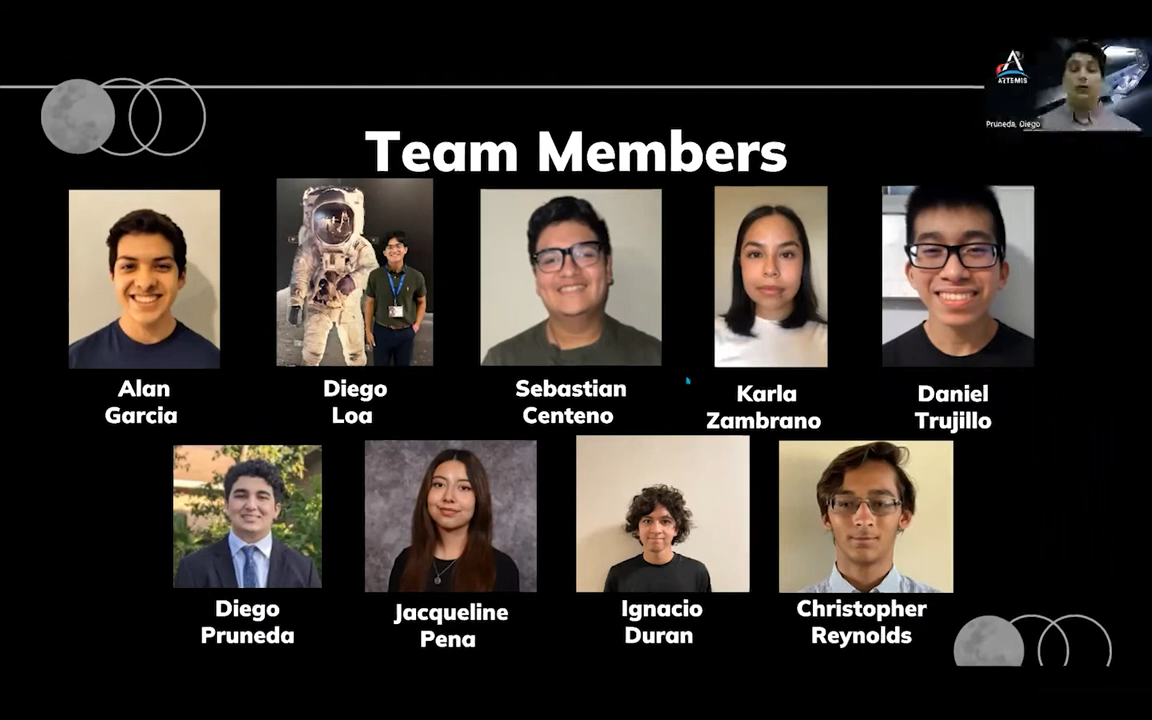 ARTEMIS
Pruneda, Diego
Team Members
Alan
Garcia
Diego
Loa
Sebastian
Centeno
Karla
Zambrano
Daniel
Trujillo
Diego
Pruneda
Jacqueline
Pena
Ignacio
Duran
Christopher
Reynolds